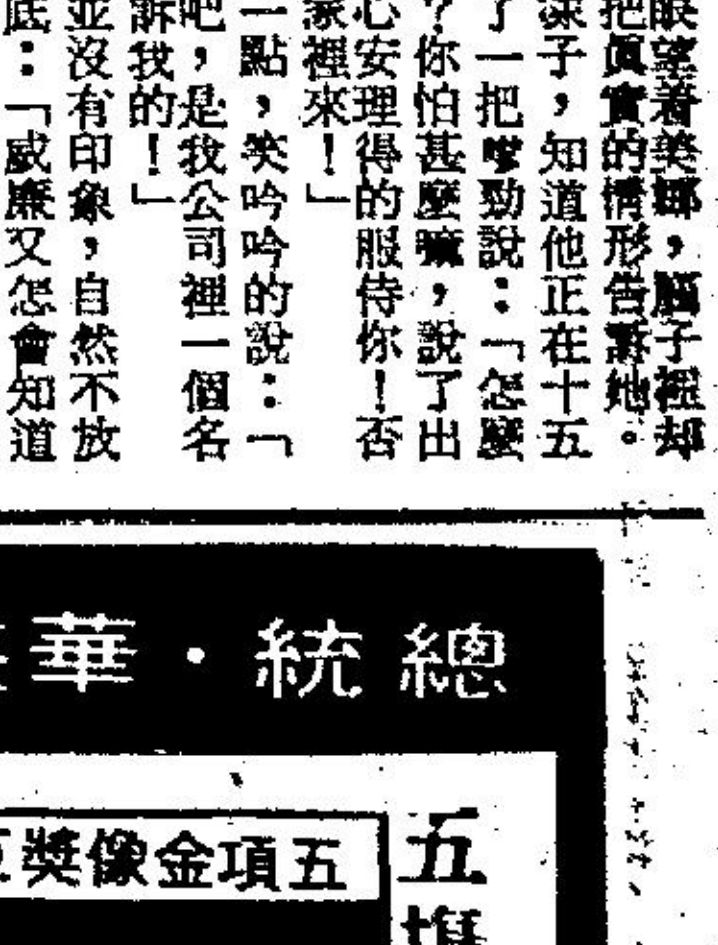 眼望着美娜，腦子裡却
把眞實的情形告訴她。
子，知道他正在十五
了一把勁說：「怎麼
？你怕甚麼嘛，說了出
心安理得的服侍你！否
家裡來！」
一點，笑吟吟的說：「
吧，是我公司裡一個名
訴我的！」
並沒有印象，自然不放
底：「威廉又怎會知道
總統·華
五
五項金像獎